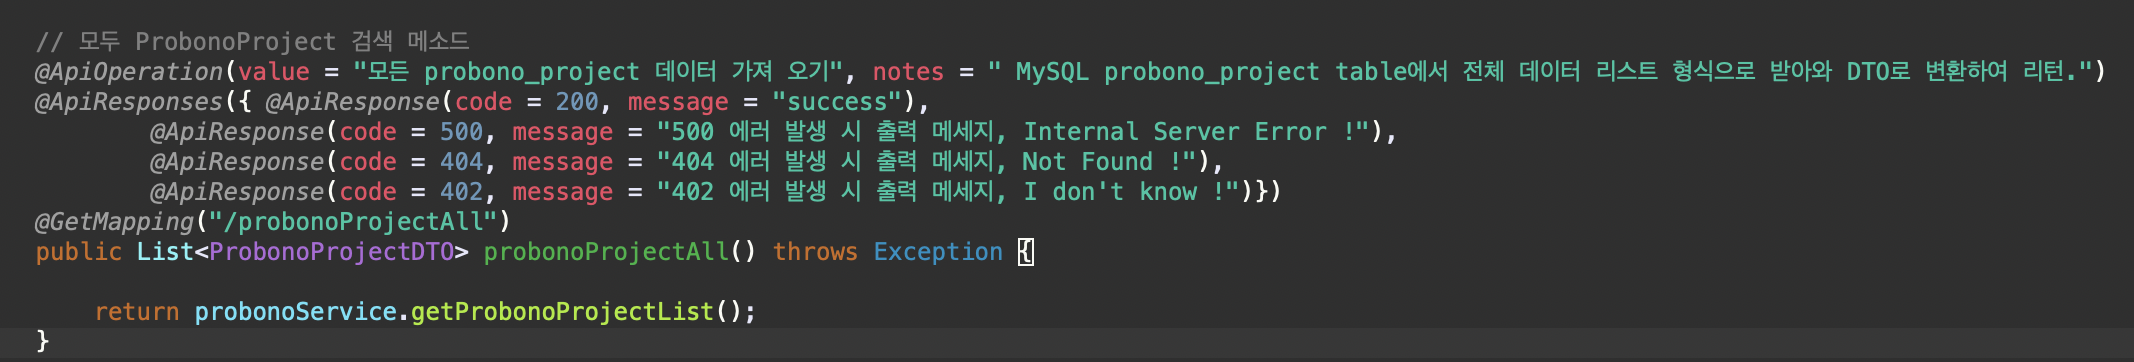 // 모두 ProbonoProject 검색 메소드
@ApiOperation(value = "모든 probono_project 데이터 가져 오기", notes = " MySQL probono_project table에서 전체 데이터 리스트 형식으로 받아와 DTO로 변환하여 리턴.")
@ApiResponses({ @ApiResponse(code = 200, message = "success"),
@ApiResponse(code = 500, message = "500 에러 발생 시 출력 메세지, Internal Server Error !"),
@ApiResponse(code = 404, message = "404 에러 발생 시 출력 메세지, Not Found !"),
@ApiResponse(code = 402, message = "402 에러 발생 시 출력 메세지, I don't know !")})
@GetMapping("/probonoProjectAll")
public List<ProbonoProjectDTO> probonoProjectAll() throws Exception {
return probonoService.getProbonoProjectList();
}